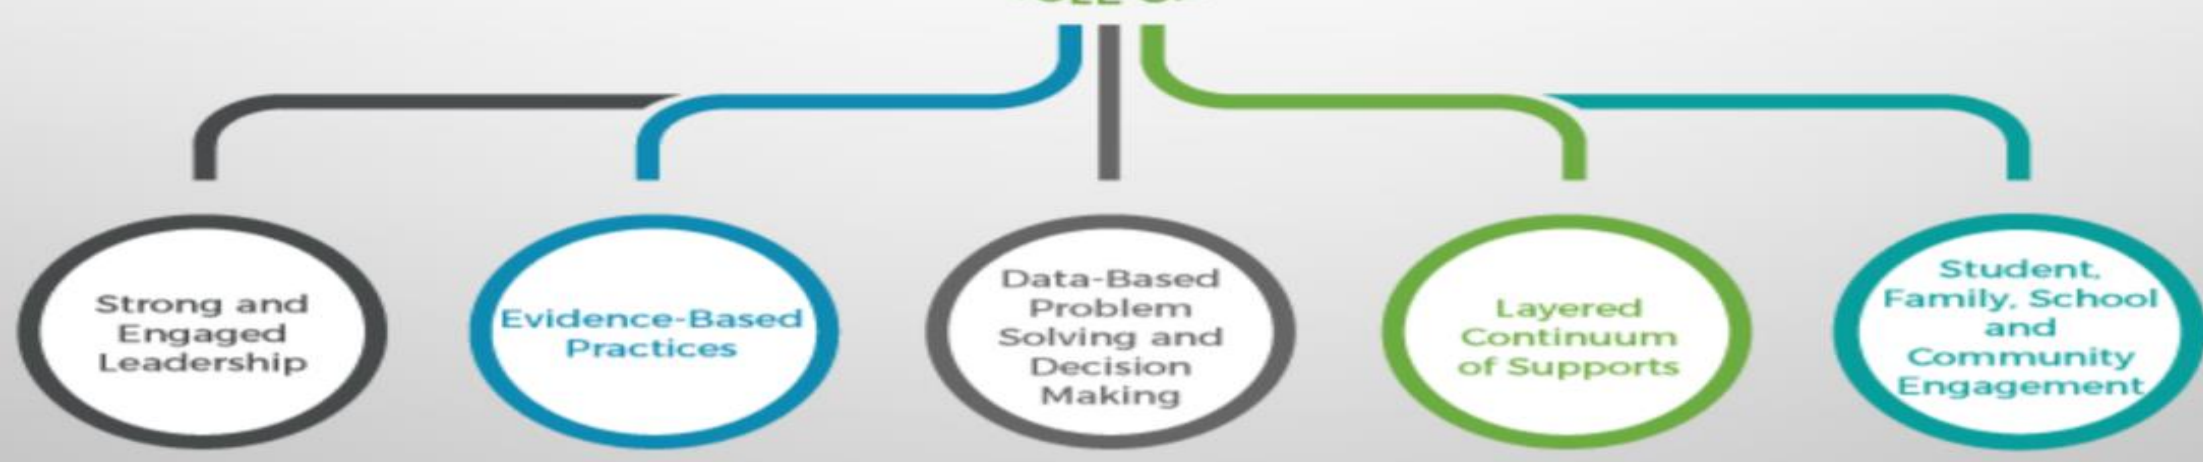 Strong and
Engaged
Leadership
Evidence-Based
Practices
Data-Based
Problem
Solving and
Decision
Making
Layered
Continuum
of Supports
Student,
Family, School
and
Community
Engagement